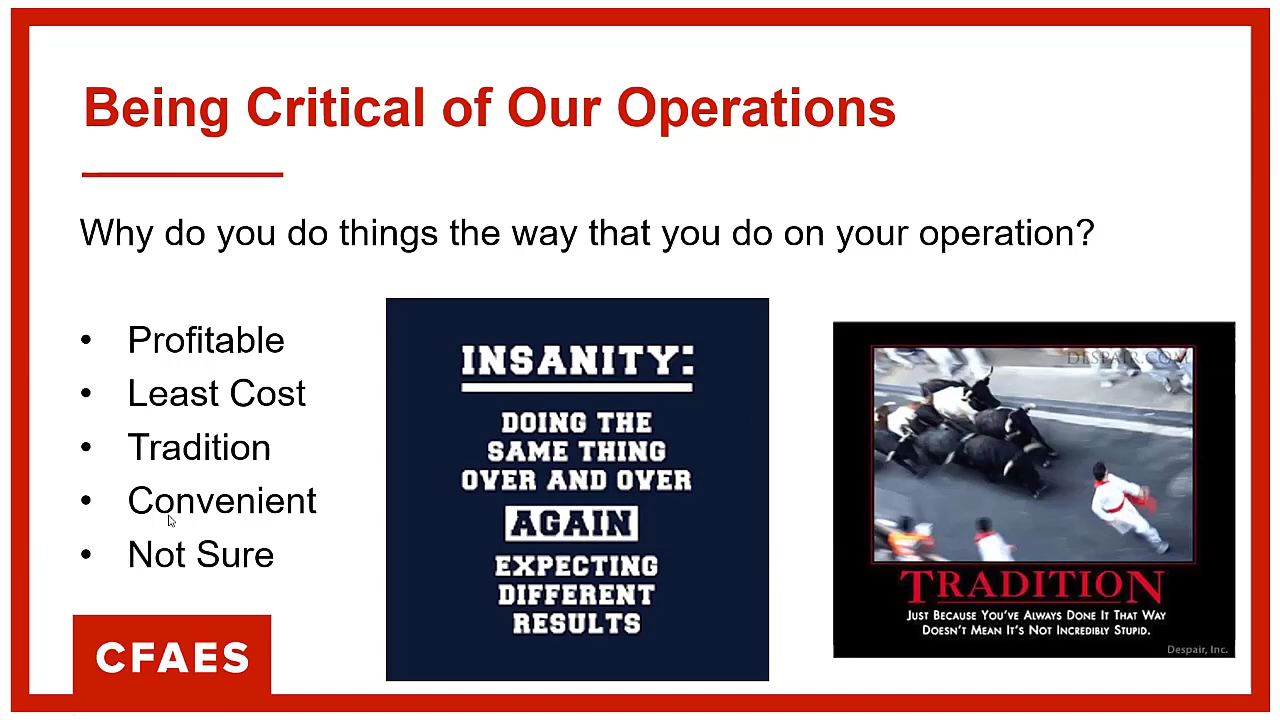 Being Critical of Our Operations
Why do you do things the way that you do on your operation?
• Profitable
• Least Cost
• Tradition
• Convenient
• Not Sure
INSANITY:
DOING THE
SAME THING
OVER AND OVER
AGAIN
EXPECTING
DIFFERENT
RESULTS
DESPAIR.COM
TRADITION
JUST BECAUSE YOU'VE ALWAYS DONE IT THAT WAY
DOESN'T MEAN IT'S NOT INCREDIBLY STUPID.
Despair, Inc.
CFAES